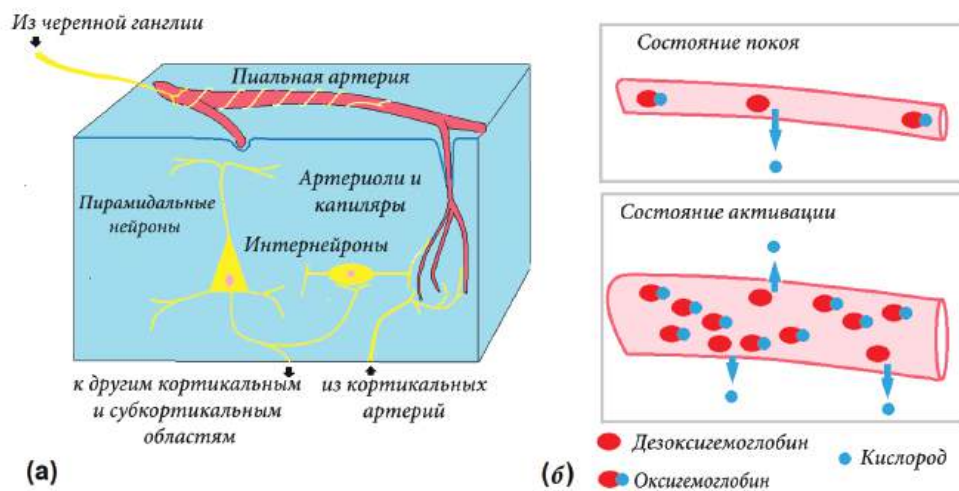 Из черепной ганглии
Пиальная артерия
Пирамидальные
нейроны
Артериоли и
капиляры
Интернейроны
к другим кортикальным
и субкортикальным
областям
из кортикальных
артерий
(а)
Состояние покоя
Состояние активации
(б)
Дезоксигемоглобин
Оксигемоглобин
Кислород